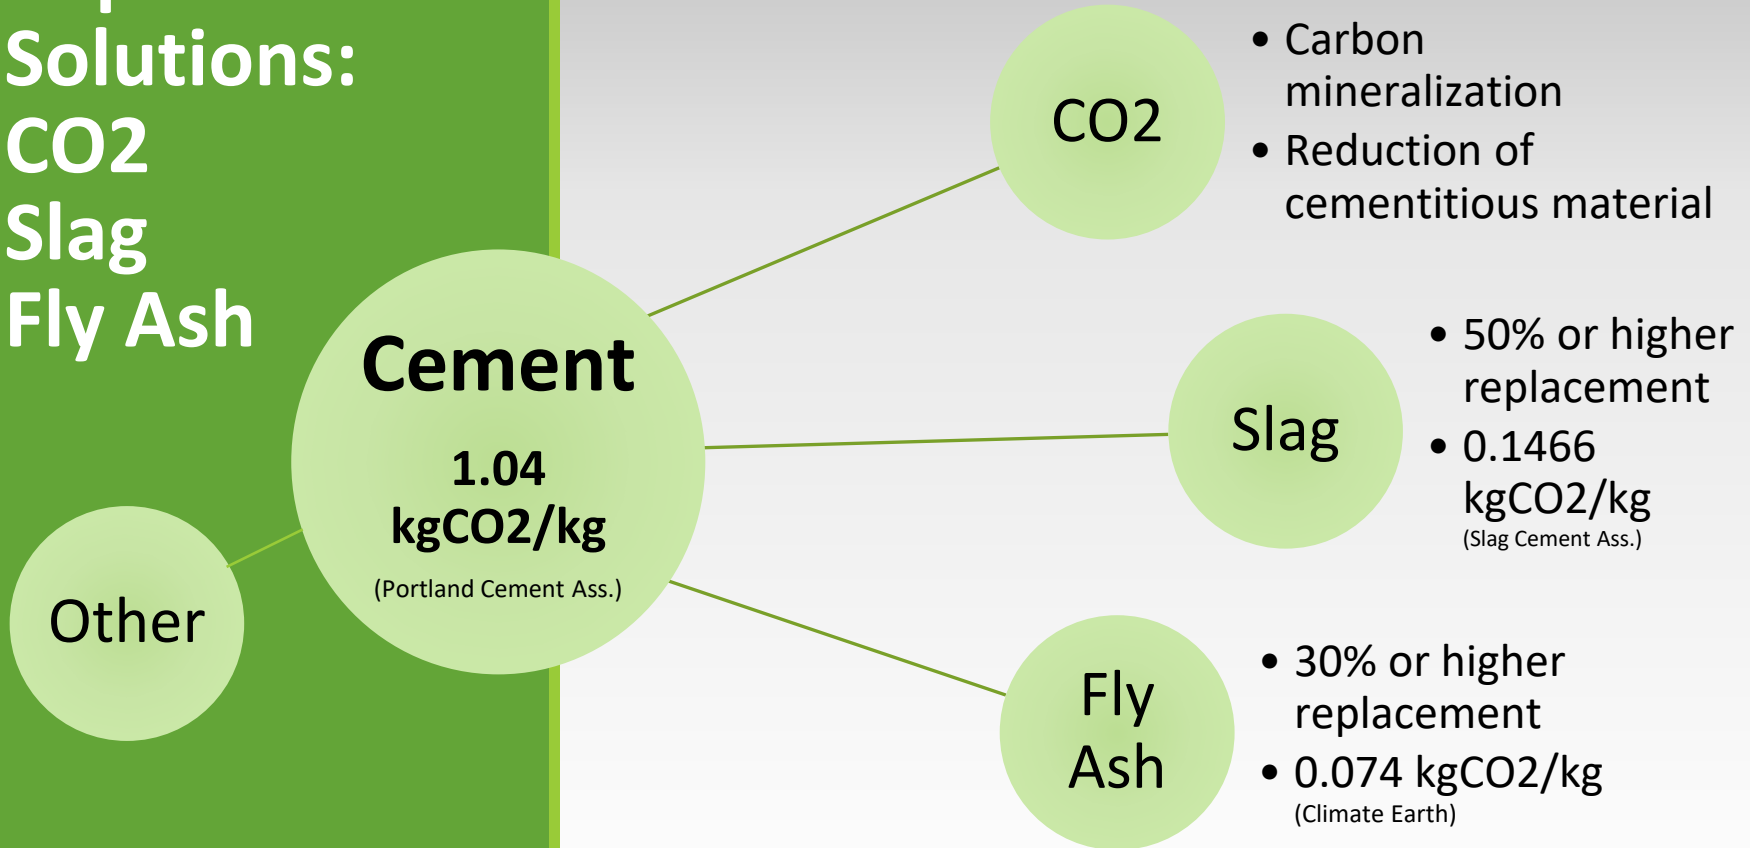 Solutions:
CO2
Slag
Fly Ash
Cement
1.04
kgCO2/kg
(Portland Cement Ass.)
Other
CO2
• Carbon
mineralization
• Reduction of
cementitious material
Slag
• 50% or higher
replacement
• 0.1466
kgCO2/kg
(Slag Cement Ass.)
Fly
Ash
• 30% or higher
replacement
• 0.074 kgCO2/kg
(Climate Earth)